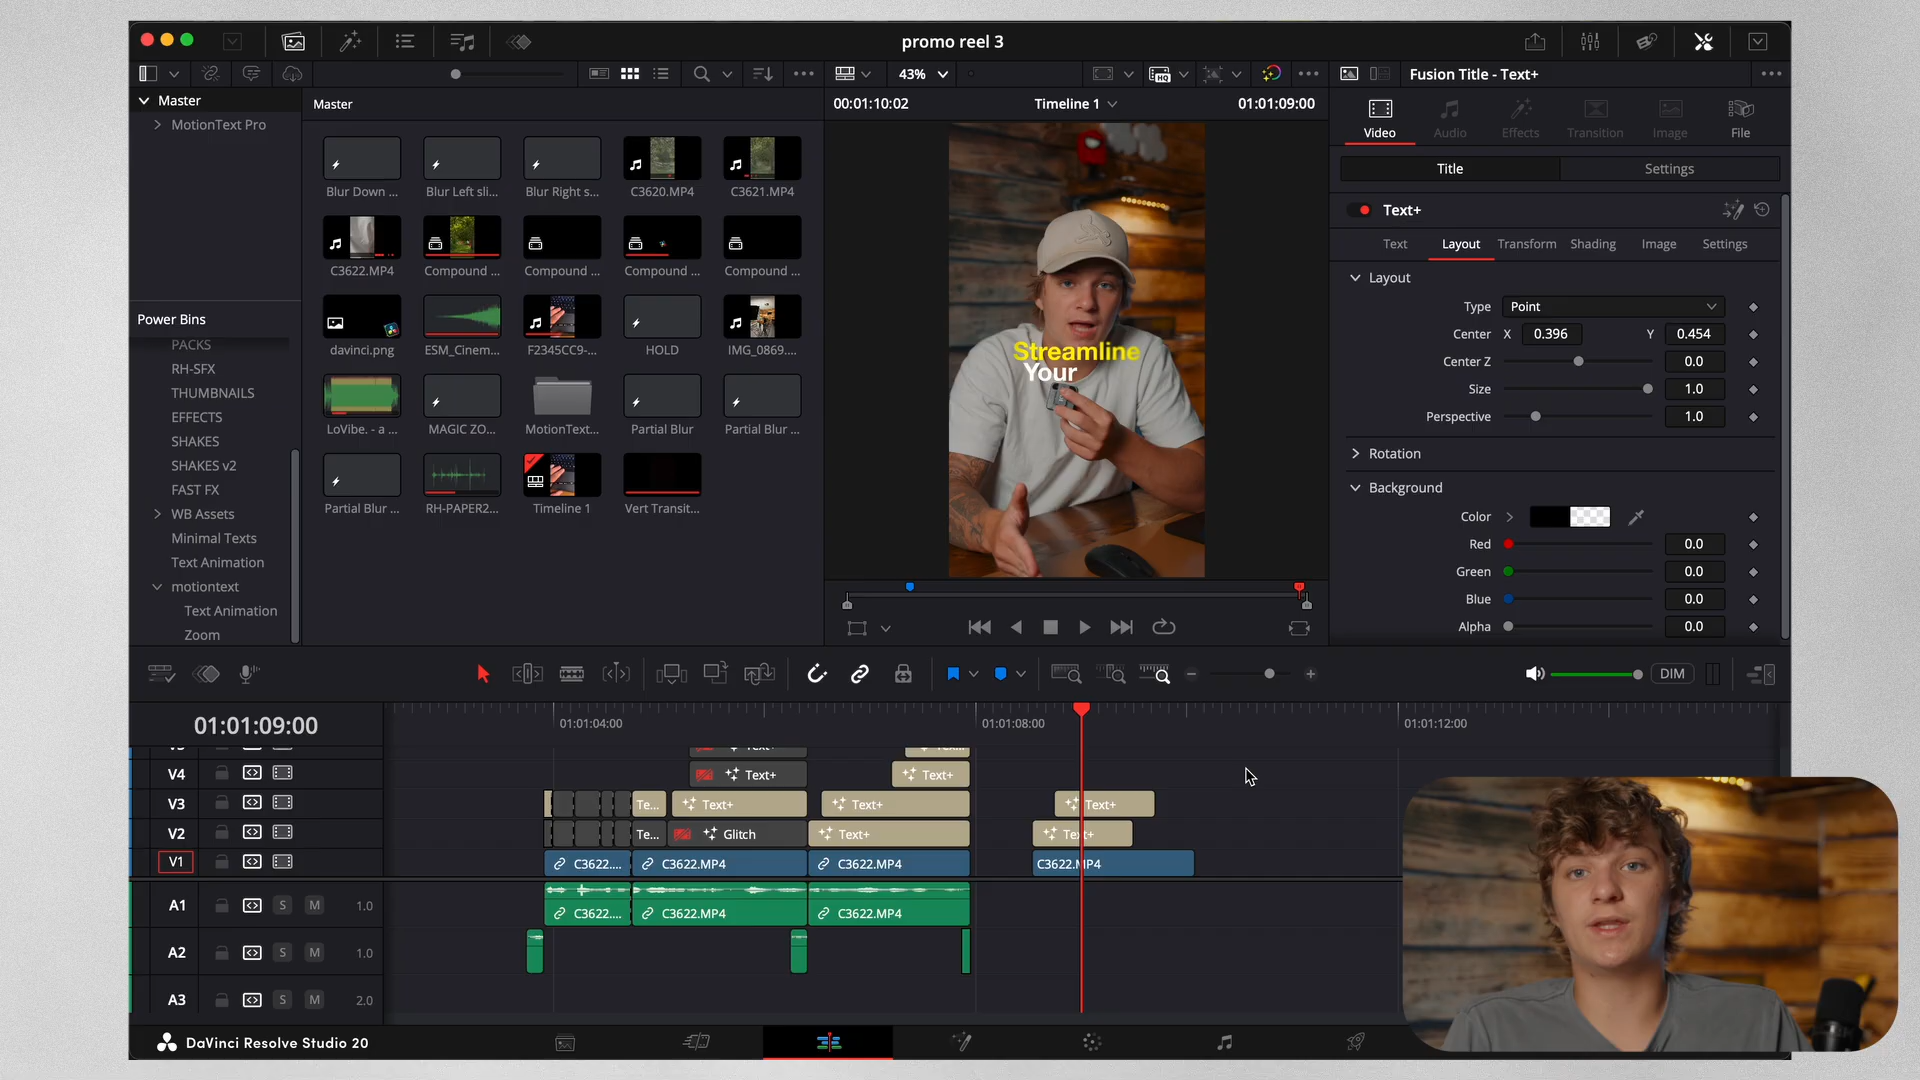 promo reel 3
43%
Fusion Title - Text+
Master
Master
00:01:10:02
Timeline 1
01:01:09:00
MotionText Pro
Video
Audio
Effects
Transition
Image
File
Title
Settings
Blur Down ...
Blur Left sli...
Blur Right s...
C3620.MP4
C3621.MP4
Text+
Text
Layout
Transform
Shading
Image
Settings
C3622.MP4
Compound ...
Compound ...
Compound ...
Compound ...
Layout
Type
Point
Center
X
0.396
Y
0.454
Center Z
0.0
Size
1.0
Perspective
1.0
Power Bins
PACKS
RH-SFX
THUMBNAILS
EFFECTS
SHAKES
SHAKES v2
FAST FX
WB Assets
Minimal Texts
Text Animation
motiontext
Text Animation
Zoom
davinci.png
ESM_Cinem...
F2345CC9-...
HOLD
IMG_0869....
LoVibe. - a ...
MAGIC ZO...
MotionText...
Partial Blur
Partial Blur ...
Partial Blur ...
RH-PAPER2...
Timeline 1
Vert Transit...
Streamline
Your
HQ
Rotation
Background
Color
Red
0.0
Green
0.0
Blue
0.0
Alpha
0.0
DIM
01:01:09:00
01:01:04:00
01:01:08:00
01:01:12:00
V4
Text+
Text+
V3
Te...
Text+
Text+
Text+
V2
Te...
Glitch
Text+
Text+
V1
C3622....
C3622.MP4
C3622.MP4
C3622.MP4
A1
S
M
1.0
C3622....
C3622.MP4
C3622.MP4
A2
S
M
1.0
A3
S
M
2.0
DaVinci Resolve Studio 20